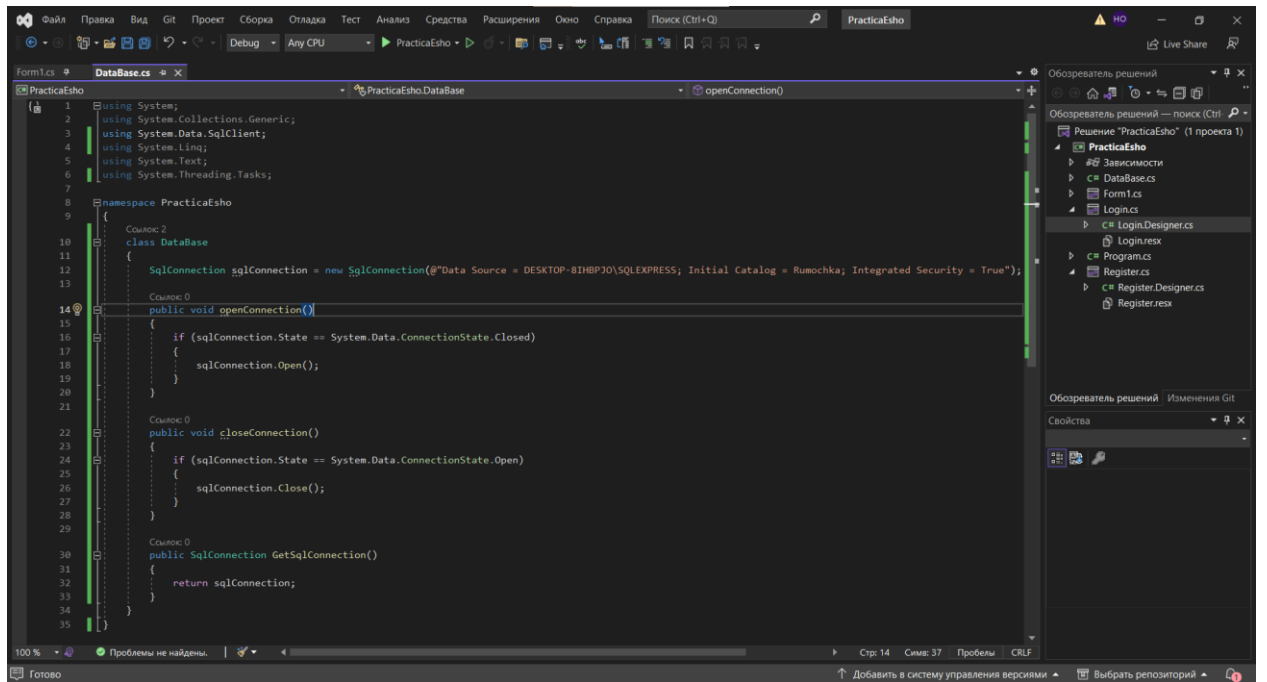 Файл Правка Вид Git Проект Сборка Отладка Тест Анализ Средства Расширения Окно Справка Поиск (Ctrl+Q) PracticaEsho НО
Debug Any CPU PracticaEsho Live Share
Form1.cs DataBase.cs
PracticaEsho PracticaEsho.DataBase openConnection()
1 using System;
2 using System.Collections.Generic;
3 using System.Data.SqlClient;
4 using System.Linq;
5 using System.Text;
6 using System.Threading.Tasks;
7
8 namespace PracticaEsho
9 {
Ссылок: 2
10 class DataBase
11 {
12 SqlConnection sqlConnection = new SqlConnection(@"Data Source = DESKTOP-8IHBPJO\SQLEXPRESS; Initial Catalog = Rumochka; Integrated Security = True");
13
Ссылок: 0
14 public void openConnection()
15 {
16 if (sqlConnection.State == System.Data.ConnectionState.Closed)
17 {
18 sqlConnection.Open();
19 }
20 }
21
Ссылок: 0
22 public void closeConnection()
23 {
24 if (sqlConnection.State == System.Data.ConnectionState.Open)
25 {
26 sqlConnection.Close();
27 }
28 }
29
Ссылок: 0
30 public SqlConnection GetSqlConnection()
31 {
32 return sqlConnection;
33 }
34 }
35 }
100 % Проблемы не найдены. Стр: 14 Симв: 37 Пробелы CRLF
Обозреватель решений
Обозреватель решений — поиск (Ctrl-
Решение "PracticaEsho" (1 проекта 1)
PracticaEsho
Зависимости
C# DataBase.cs
Form1.cs
Login.cs
C# Login.Designer.cs
Login.resx
C# Program.cs
Register.cs
C# Register.Designer.cs
Register.resx
Обозреватель решений Изменения Git
Свойства
Готово Добавить в систему управления версиями Выбрать репозиторий 1